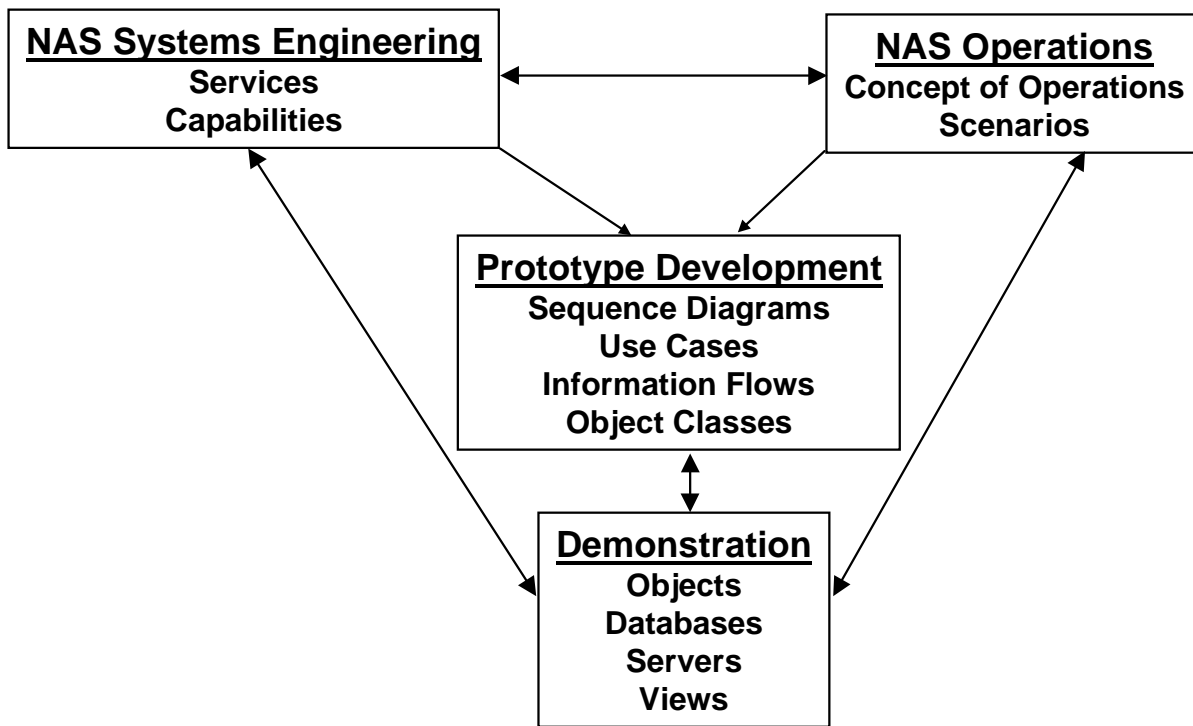 NAS Systems Engineering
Services
Capabilities
NAS Operations
Concept of Operations
Scenarios
Prototype Development
Sequence Diagrams
Use Cases
Information Flows
Object Classes
Demonstration
Objects
Databases
Servers
Views